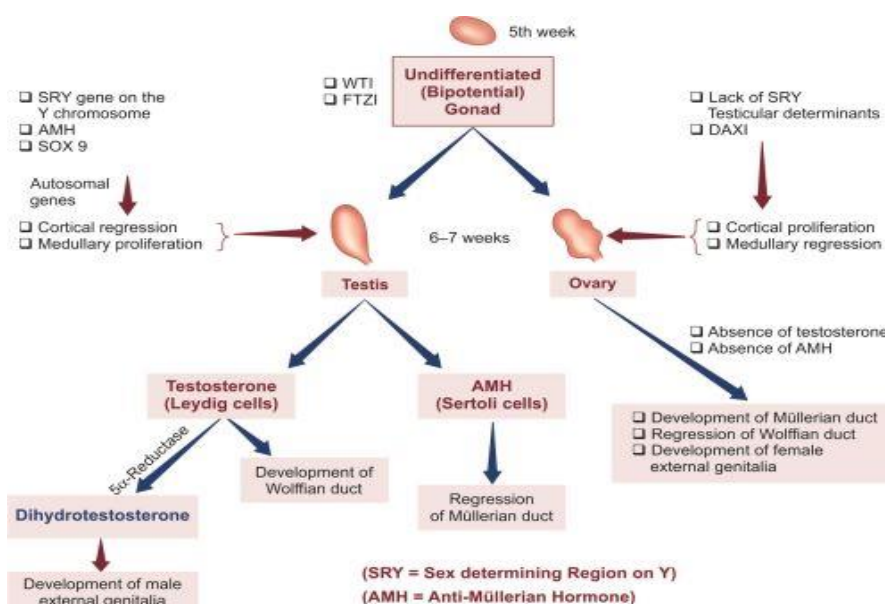 5th week
Undifferentiated
(Bipotential)
Gonad
❑ WTI
❑ FTZI
❑ SRY gene on the
Y chromosome
❑ AMH
❑ SOX 9
Autosomal
genes
❑ Cortical regression
❑ Medullary proliferation
❑ Lack of SRY
Testicular determinants
❑ DAXI
❑ Cortical proliferation
❑ Medullary regression
6–7 weeks
Testis
Ovary
❑ Absence of testosterone
❑ Absence of AMH
Testosterone
(Leydig cells)
AMH
(Sertoli cells)
❑ Development of Müllerian duct
❑ Regression of Wolffian duct
❑ Development of female
external genitalia
5α-Reductase
Development of
Wolffian duct
Regression
of Müllerian duct
Dihydrotestosterone
Development of male
external genitalia
(SRY = Sex determining Region on Y)
(AMH = Anti-Müllerian Hormone)